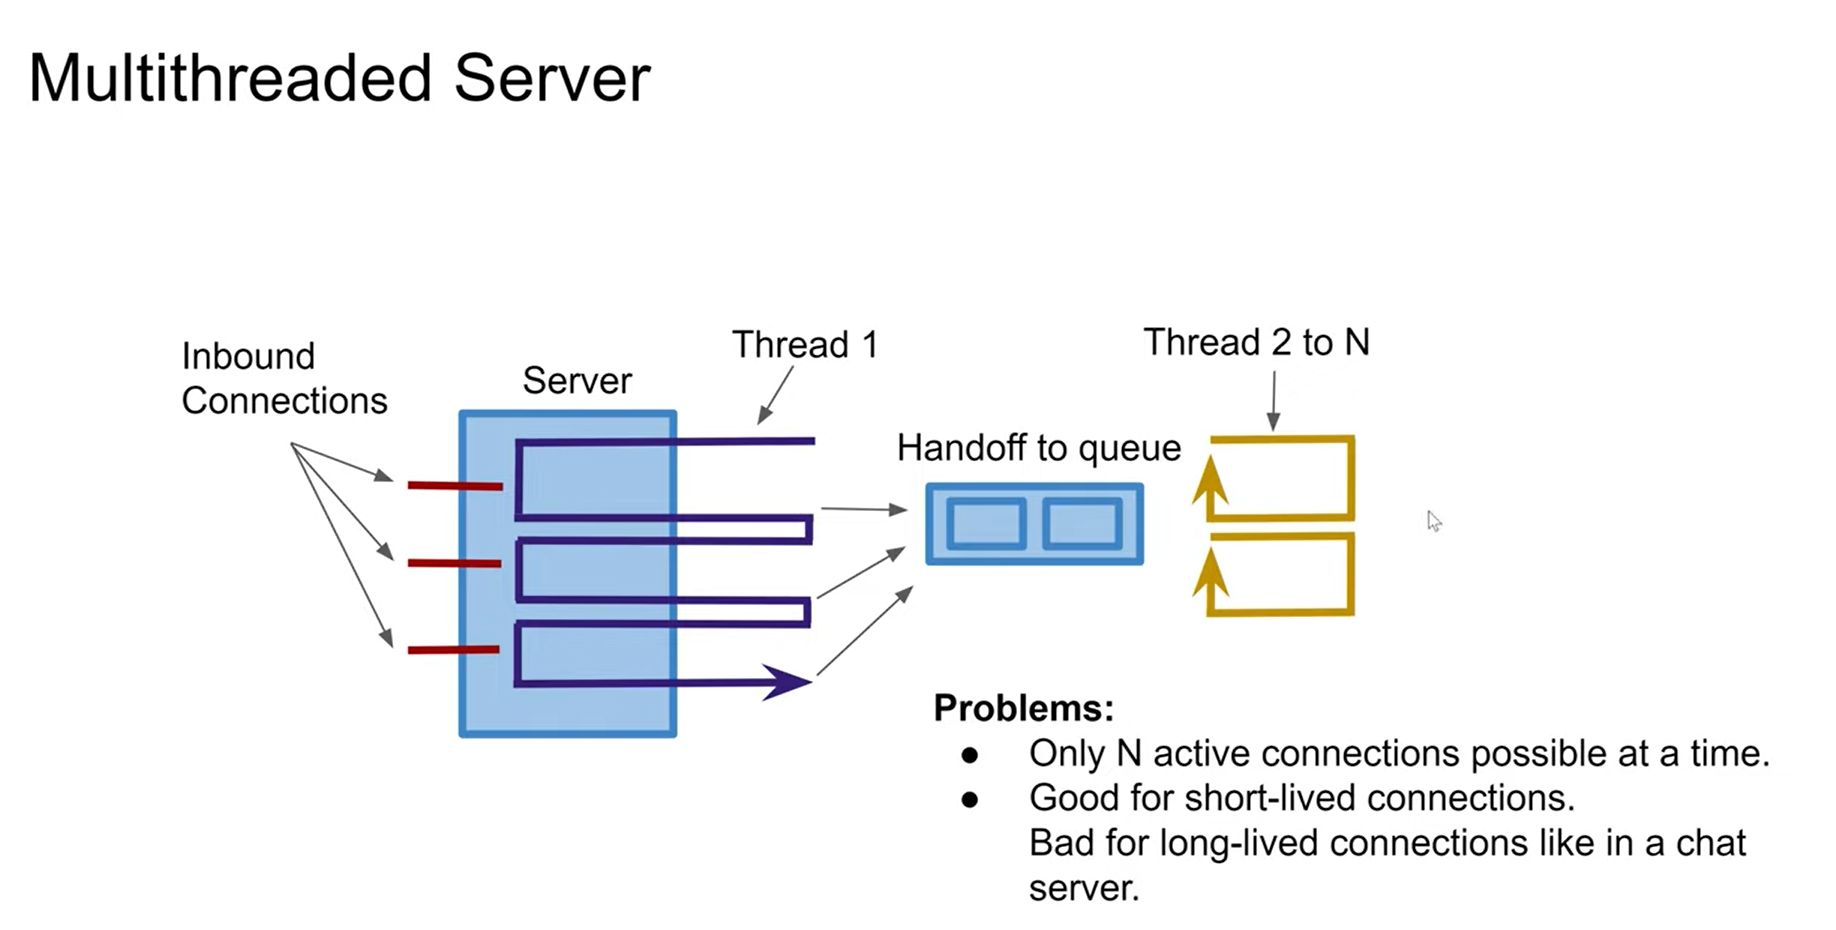 Multithreaded Server
Inbound
Connections
Server
Thread 1
Handoff to queue
Thread 2 to N
Problems:
● Only N active connections possible at a time.
● Good for short-lived connections.
Bad for long-lived connections like in a chat
server.